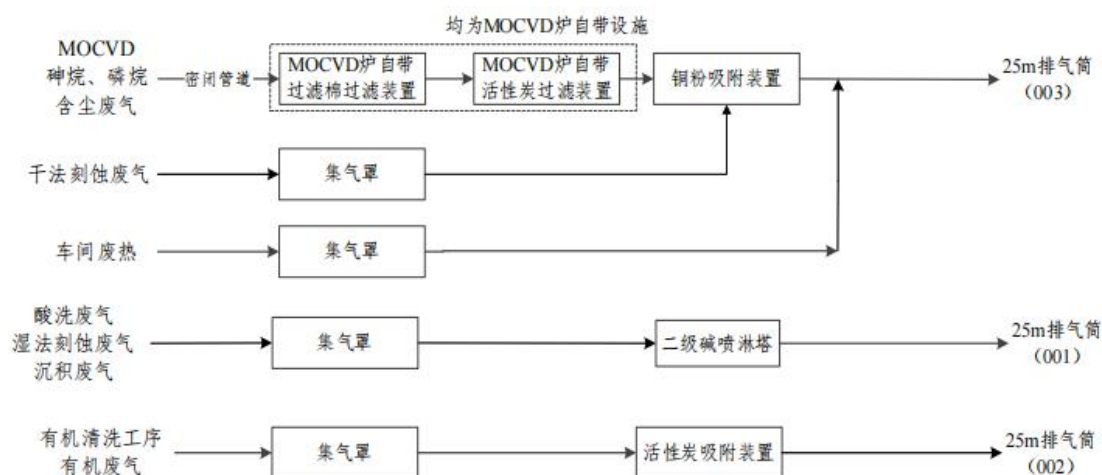 均为MOCVD炉自带设施
MOCVD
砷烷、磷烷
含尘废气
密闭管道
MOCVD炉自带
过滤棉过滤装置
MOCVD炉自带
活性炭过滤装置
铜粉吸附装置
25m排气筒
（003）
干法刻蚀废气
集气罩
车间废热
集气罩
酸洗废气
湿法刻蚀废气
沉积废气
集气罩
二级碱喷淋塔
25m排气筒
（001）
有机清洗工序
有机废气
集气罩
活性炭吸附装置
25m排气筒
（002）